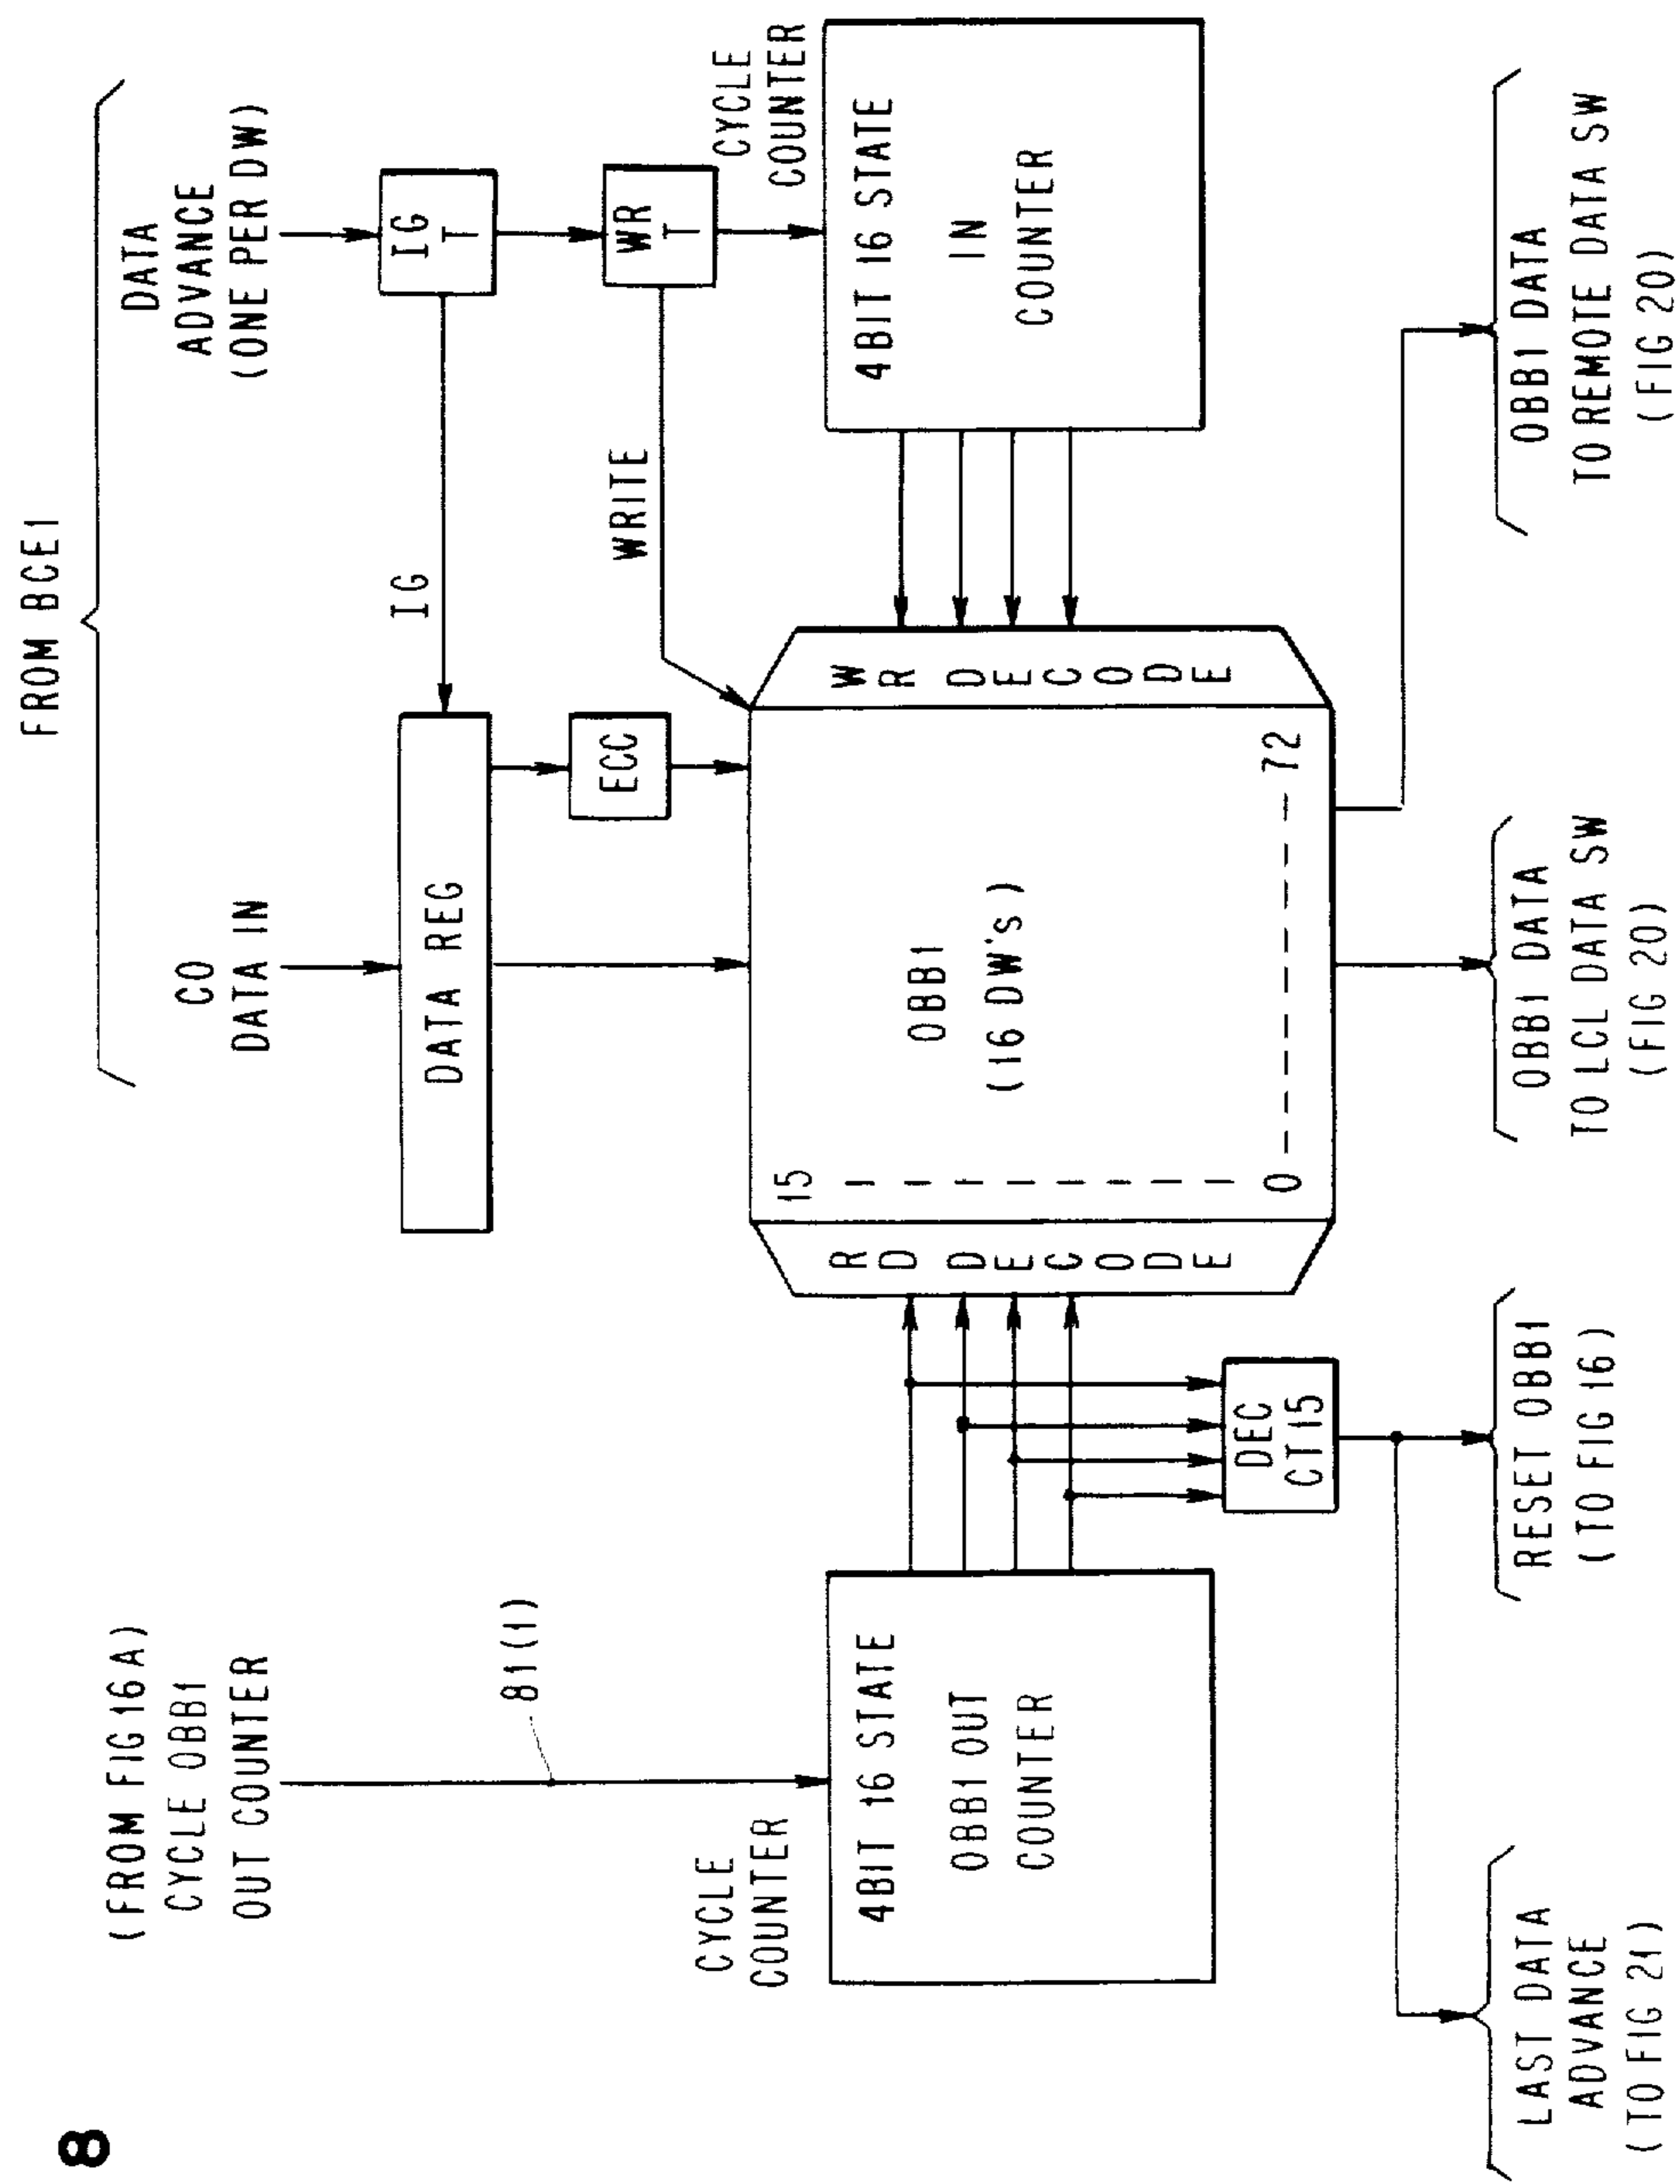 8
(FROM FIG 16A)
CYCLE OBB1
OUT COUNTER
81(1)
CYCLE
COUNTER
4BIT 16 STATE
OBB1 OUT
COUNTER
DEC
CT15
LAST DATA
ADVANCE
(TO FIG 21)
RESET OBB1
(TO FIG 16)
FROM BCE1
CO
DATA IN
DATA
ADVANCE
(ONE PER DW)
DATA REG
IG
IG
T
ECC
WRITE
WR
T
CYCLE
COUNTER
4BIT 16 STATE
IN
COUNTER
RD DECODE
15
OBB1
(16 DW's)
0
72
WR DECODE
OBB1 DATA
TO LCL DATA SW
(FIG 20)
OBB1 DATA
TO REMOTE DATA SW
(FIG 20)